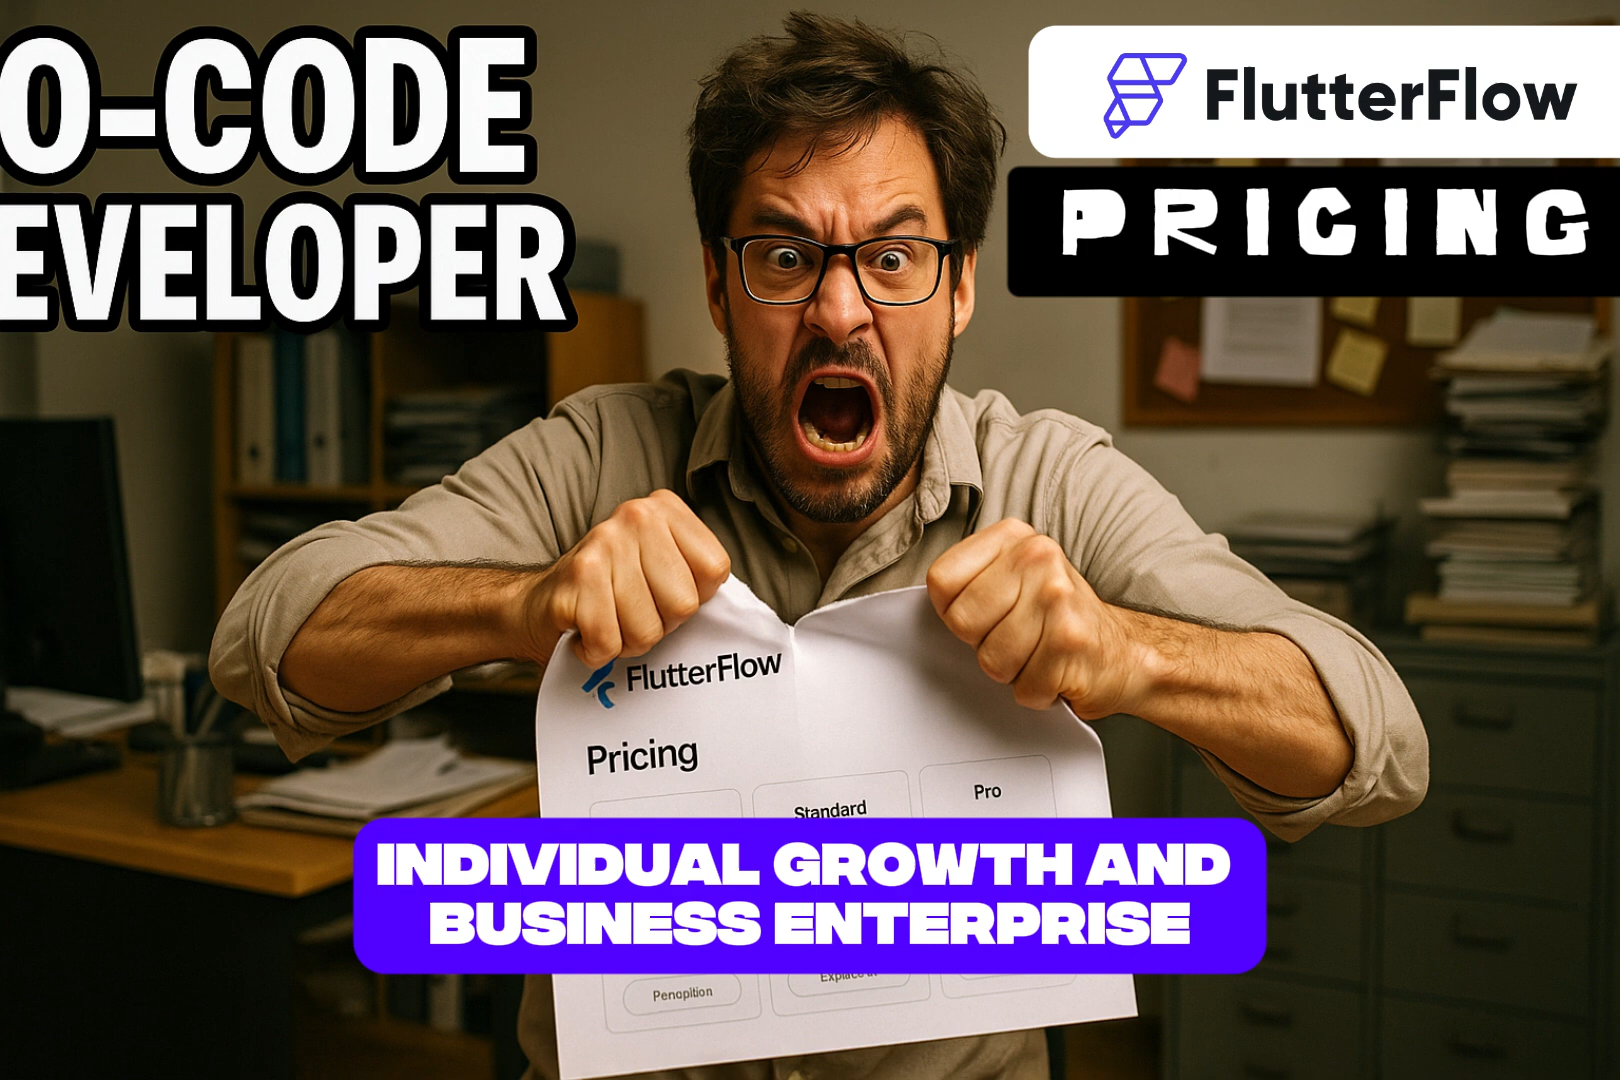 O-CODE
EVELOPER
FlutterFlow
PRICING
FlutterFlow
Pricing
Standard
Pro
INDIVIDUAL GROWTH AND
BUSINESS ENTERPRISE
Penopition